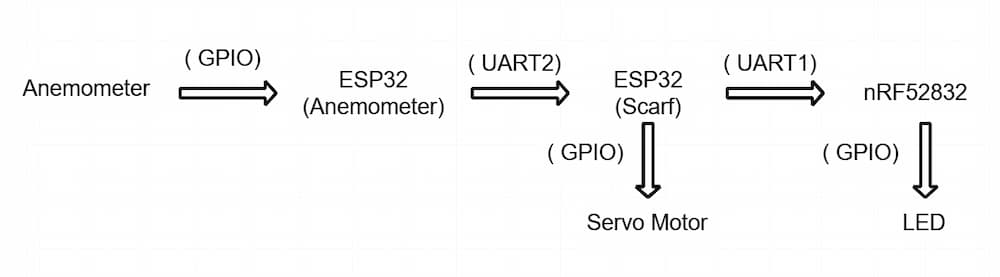 ( GPIO)
( UART2)
( UART1)
Anemometer
ESP32
(Anemometer)
ESP32
(Scarf)
nRF52832
( GPIO)
( GPIO)
Servo Motor
LED